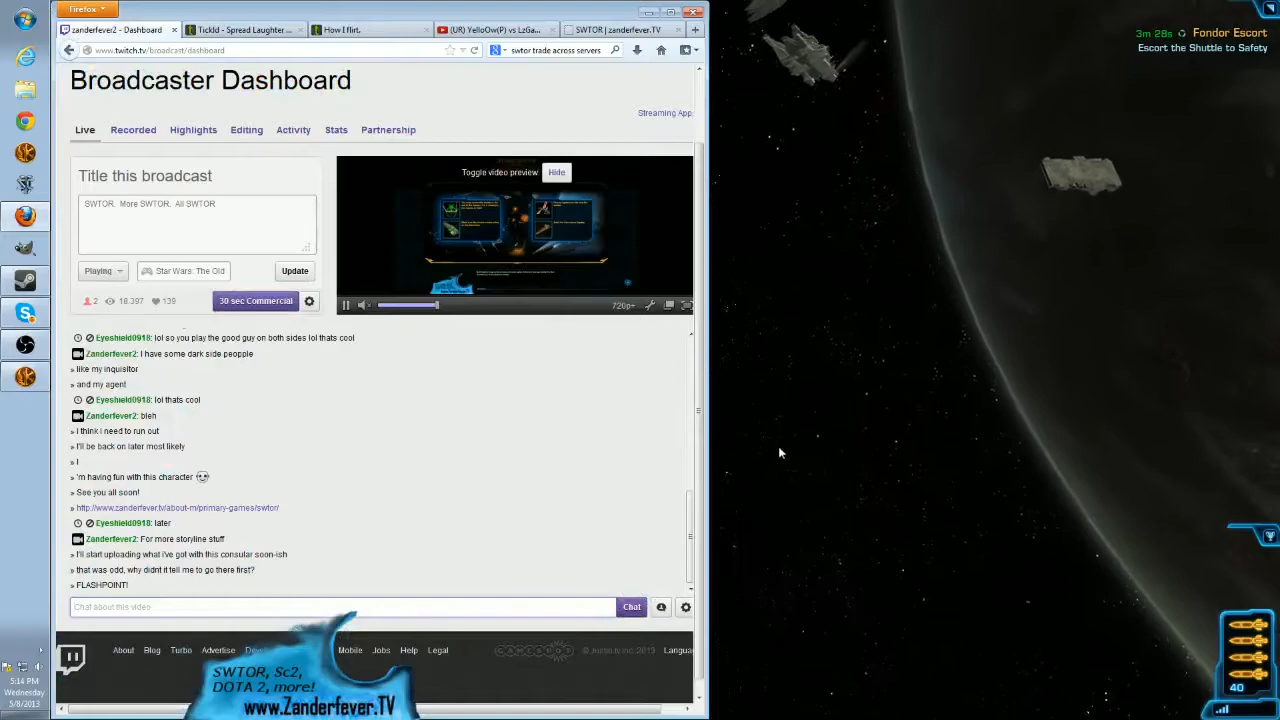 Firefox
zanderfever2 - Dashboard
Tickld - Spread Laughter ...
How I flirt.
(UR) YelloOw(P) vs LzGa...
SWTOR | zanderfever.TV
www.twitch.tv/broadcast/dashboard
swtor trade across servers
Broadcaster Dashboard
Streaming App
Live Recorded Highlights Editing Activity Stats Partnership
Title this broadcast
SWTOR. More SWTOR. All SWTOR
Playing
Star Wars: The Old
Update
2 18,397 139
30 sec Commercial
Toggle video preview: Hide
720p+
Eyeshield0918: lol so you play the good guy on both sides lol thats cool
Zanderfever2: I have some dark side peopple
» like my inquisitor
» and my agent
Eyeshield0918: lol thats cool
Zanderfever2: bleh
» I think I need to run out
» I'll be back on later most likely
» I
» 'm having fun with this character
» See you all soon!
» http://www.zanderfever.tv/about-m/primary-games/swtor/
Eyeshield0918: later
Zanderfever2: For more storyline stuff
» I'll start uploading what i've got with this consular soon-ish
» that was odd, why didnt it tell me to go there first?
» FLASHPOINT!
Chat about this video
Chat
About Blog Turbo Advertise Mobile Jobs Help Legal
GAMESPOT
Langua
SWTOR, Sc2,
DOTA 2, more!
www.Zanderfever.TV
5:14 PM
Wednesday
5/8/2013
3m 28s Fondor Escort
Escort the Shuttle to Safety
40